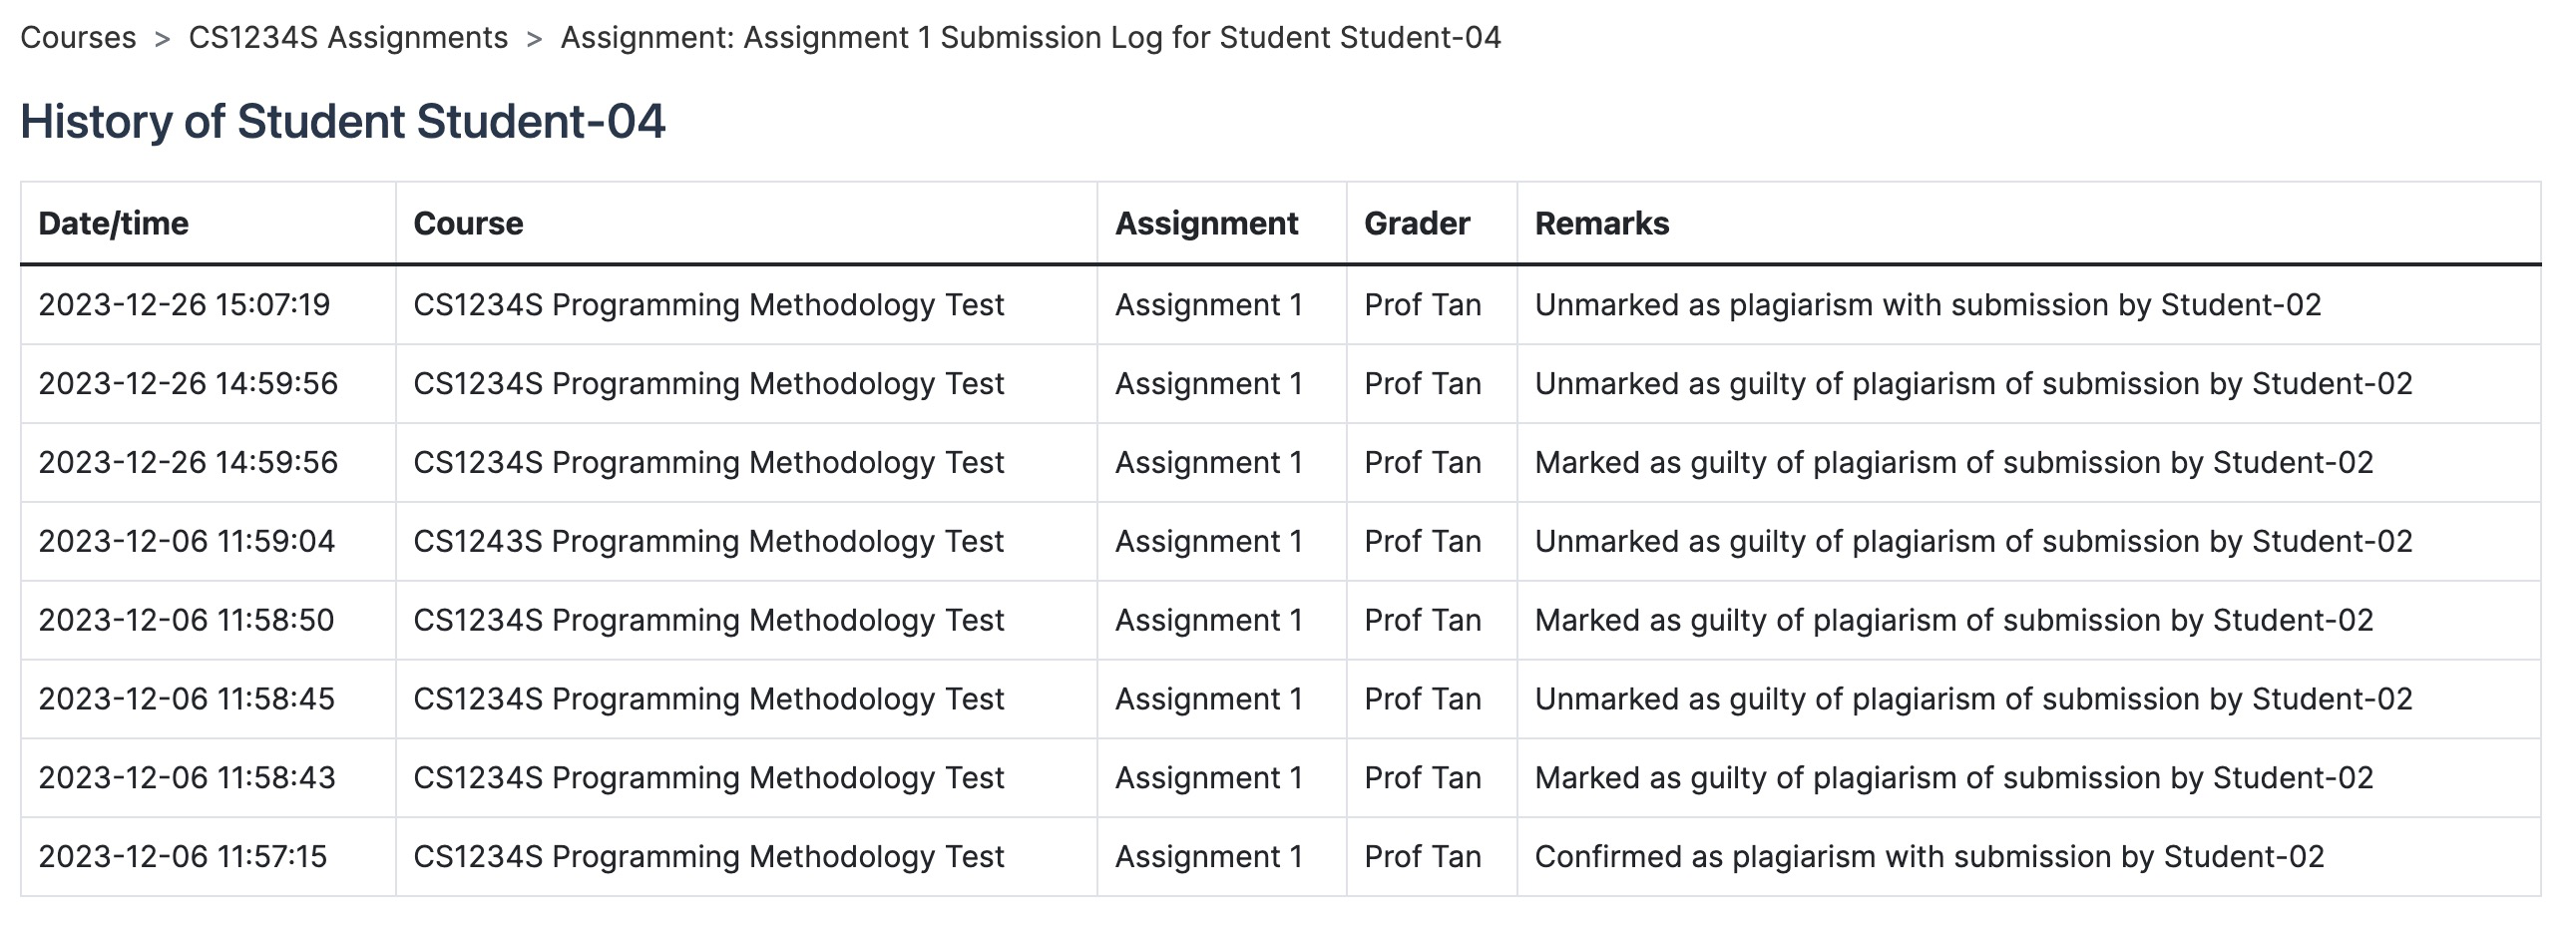 Courses > CS1234S Assignments > Assignment: Assignment 1 Submission Log for Student Student-04
History of Student Student-04
Date/time Course Assignment Grader Remarks
2023-12-26 15:07:19 CS1234S Programming Methodology Test Assignment 1 Prof Tan Unmarked as plagiarism with submission by Student-02
2023-12-26 14:59:56 CS1234S Programming Methodology Test Assignment 1 Prof Tan Unmarked as guilty of plagiarism of submission by Student-02
2023-12-26 14:59:56 CS1234S Programming Methodology Test Assignment 1 Prof Tan Marked as guilty of plagiarism of submission by Student-02
2023-12-06 11:59:04 CS1243S Programming Methodology Test Assignment 1 Prof Tan Unmarked as guilty of plagiarism of submission by Student-02
2023-12-06 11:58:50 CS1234S Programming Methodology Test Assignment 1 Prof Tan Marked as guilty of plagiarism of submission by Student-02
2023-12-06 11:58:45 CS1234S Programming Methodology Test Assignment 1 Prof Tan Unmarked as guilty of plagiarism of submission by Student-02
2023-12-06 11:58:43 CS1234S Programming Methodology Test Assignment 1 Prof Tan Marked as guilty of plagiarism of submission by Student-02
2023-12-06 11:57:15 CS1234S Programming Methodology Test Assignment 1 Prof Tan Confirmed as plagiarism with submission by Student-02